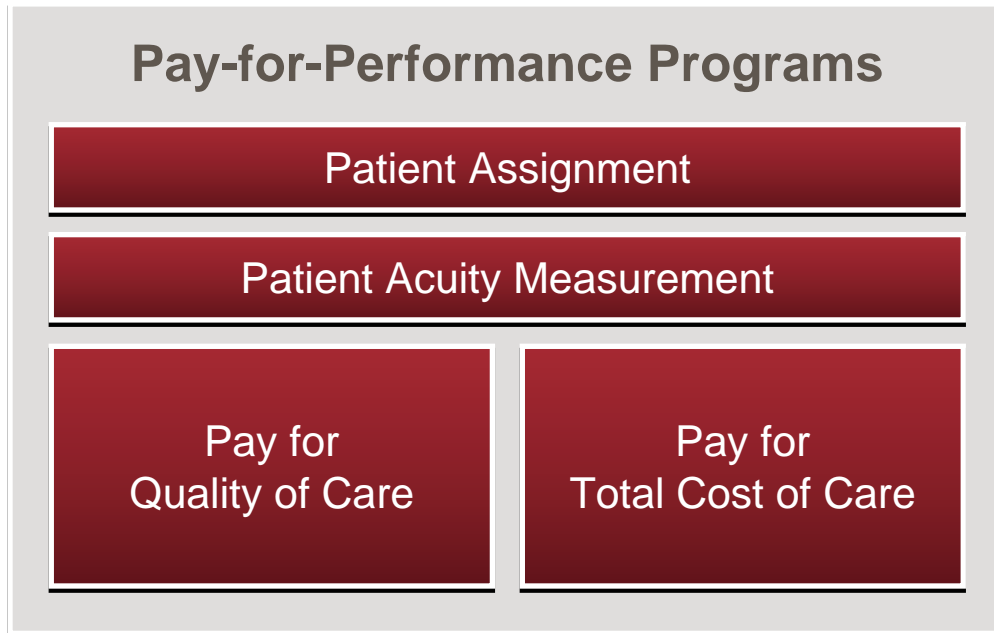 Pay-for-Performance Programs
Patient Assignment
Patient Acuity Measurement
Pay for
Quality of Care
Pay for
Total Cost of Care